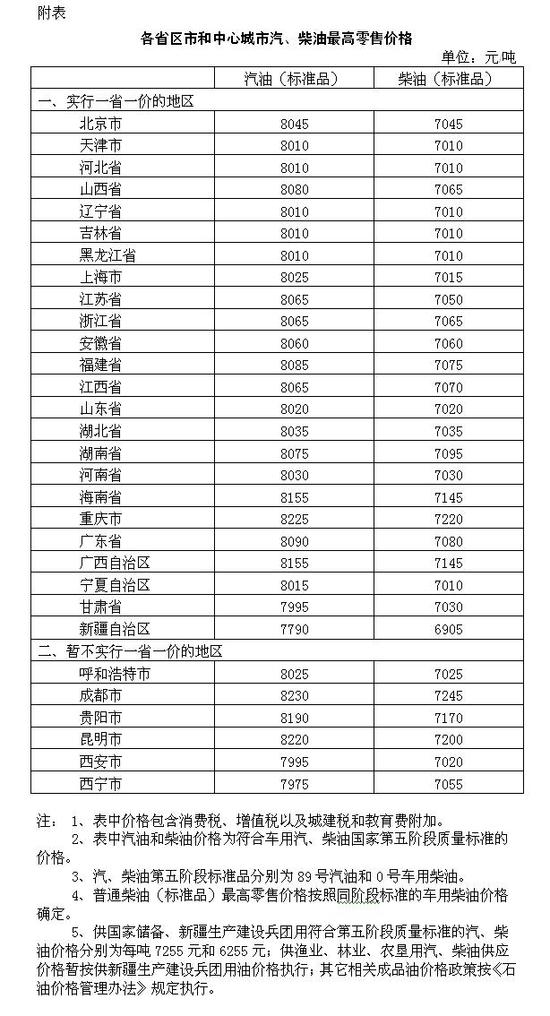 附表
各省区市和中心城市汽、柴油最高零售价格
单位：元/吨
汽油（标准品） 柴油（标准品）
一、实行一省一价的地区
北京市 8045 7045
天津市 8010 7010
河北省 8010 7010
山西省 8080 7065
辽宁省 8010 7010
吉林省 8010 7010
黑龙江省 8010 7010
上海市 8025 7015
江苏省 8065 7050
浙江省 8065 7065
安徽省 8060 7060
福建省 8085 7075
江西省 8065 7070
山东省 8020 7020
湖北省 8035 7035
湖南省 8075 7095
河南省 8030 7030
海南省 8155 7145
重庆市 8225 7220
广东省 8090 7080
广西自治区 8155 7145
宁夏自治区 8015 7010
甘肃省 7995 7030
新疆自治区 7790 6905
二、暂不实行一省一价的地区
呼和浩特市 8025 7025
成都市 8230 7245
贵阳市 8190 7170
昆明市 8220 7200
西安市 7995 7020
西宁市 7975 7055
注： 1、表中价格包含消费税、增值税以及城建税和教育费附加。
2、表中汽油和柴油价格为符合车用汽、柴油国家第五阶段质量标准的
价格。
3、汽、柴油第五阶段标准品分别为 89 号汽油和 0 号车用柴油。
4、普通柴油（标准品）最高零售价格按照同阶段标准的车用柴油价格
确定。
5、供国家储备、新疆生产建设兵团用符合第五阶段质量标准的汽、柴
油价格分别为每吨 7255 元和 6255 元；供渔业、林业、农垦用汽、柴油供应
价格暂按供新疆生产建设兵团用油价格执行；其它相关成品油价格政策按《石
油价格管理办法》规定执行。